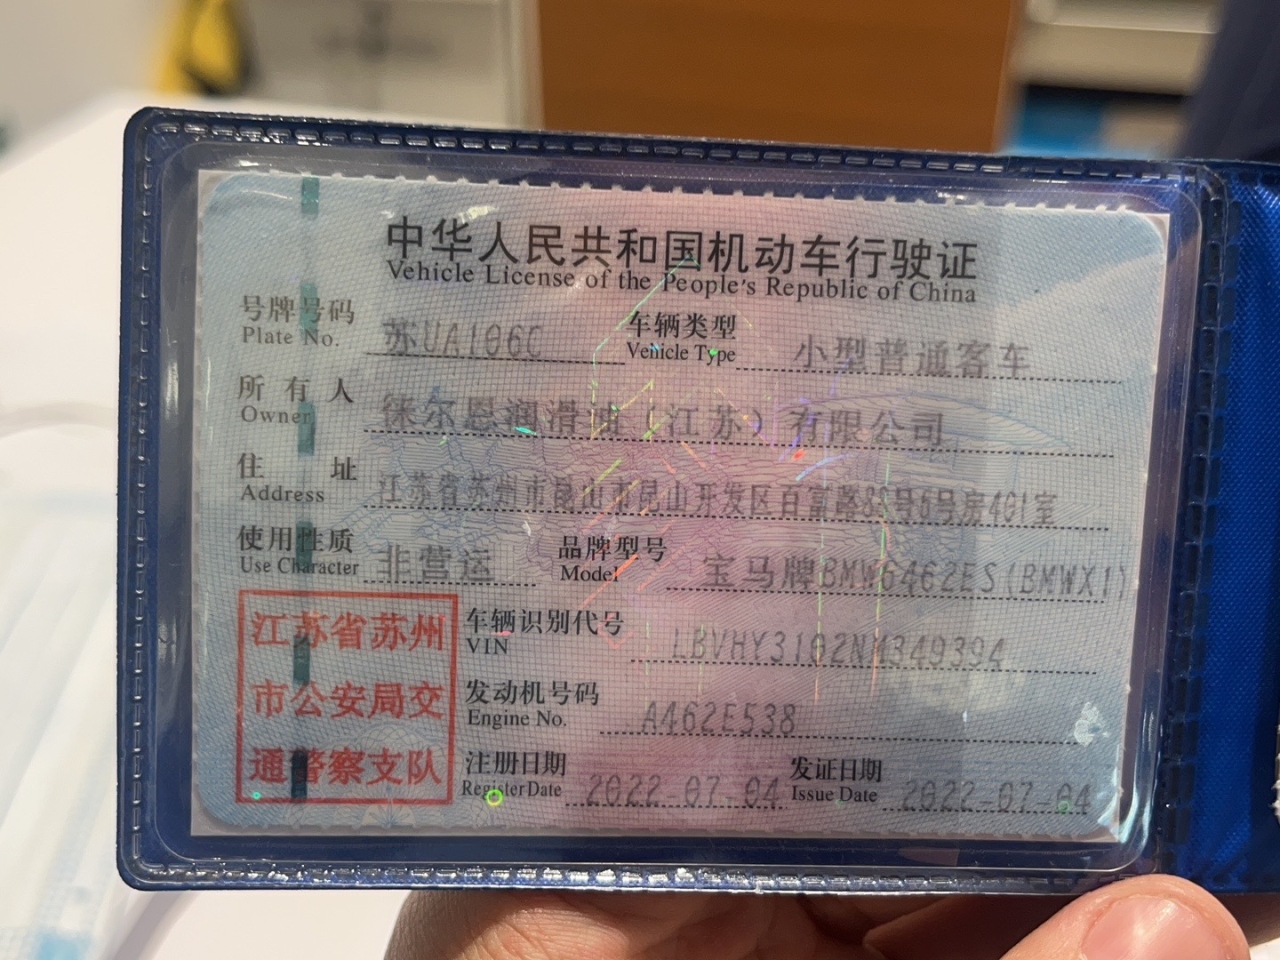 中华人民共和国机动车行驶证
Vehicle License of the People's Republic of China
号牌号码 苏UA106C 车辆类型 小型普通客车
Plate No. Vehicle Type
所有人 徕尔恩润滑油（江苏）有限公司
Owner
住址 江苏省苏州市昆山市昆山开发区百富路88号6号房401室
Address
使用性质 非营运 品牌型号 宝马牌BMW6462ES(BMWX1)
Use Character Model
江苏省苏州
市公安局交
通警察支队
车辆识别代号 LBVHY3102NM349394
VIN
发动机号码 A462E538
Engine No.
注册日期 2022-07-04 发证日期 2022-07-04
Register Date Issue Date